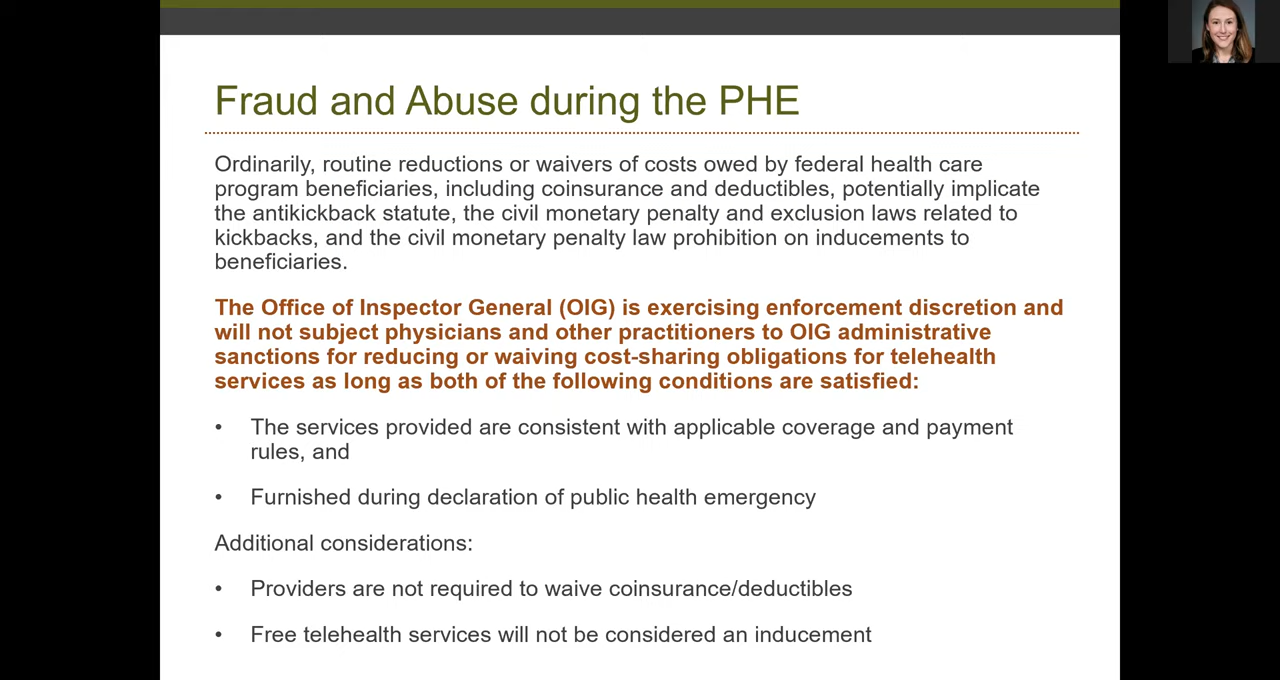 Fraud and Abuse during the PHE
Ordinarily, routine reductions or waivers of costs owed by federal health care
program beneficiaries, including coinsurance and deductibles, potentially implicate
the antikickback statute, the civil monetary penalty and exclusion laws related to
kickbacks, and the civil monetary penalty law prohibition on inducements to
beneficiaries.
The Office of Inspector General (OIG) is exercising enforcement discretion and
will not subject physicians and other practitioners to OIG administrative
sanctions for reducing or waiving cost-sharing obligations for telehealth
services as long as both of the following conditions are satisfied:
• The services provided are consistent with applicable coverage and payment
rules, and
• Furnished during declaration of public health emergency
Additional considerations:
• Providers are not required to waive coinsurance/deductibles
• Free telehealth services will not be considered an inducement